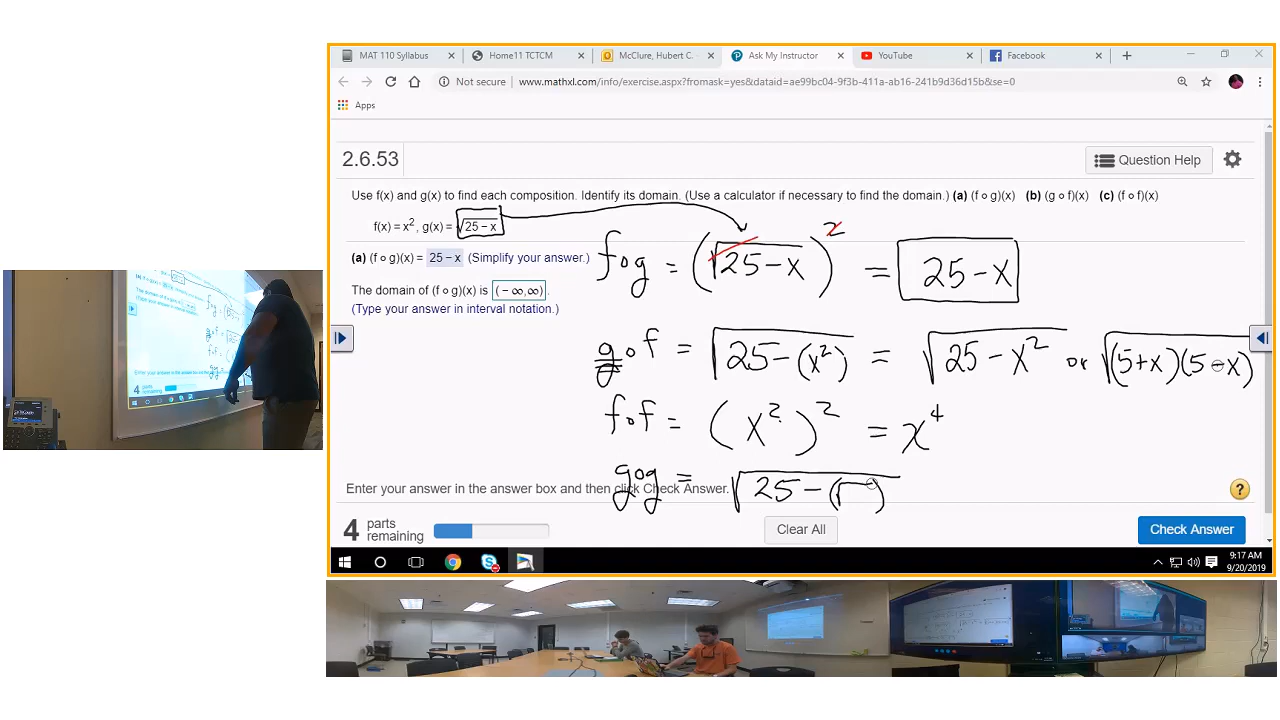 MAT 110 Syllabus
Home11 TCTCM
McClure, Hubert C. -
Ask My Instructor
YouTube
Facebook
Not secure www.mathxl.com/info/exercise.aspx?fromask=yes&dataid=ae99bc04-9f3b-411a-ab16-241b9d36d15b&se=0
Apps
2.6.53
Question Help
Use f(x) and g(x) to find each composition. Identify its domain. (Use a calculator if necessary to find the domain.) (a) (f∘g)(x) (b) (g∘f)(x) (c) (f∘f)(x)
f(x) = x², g(x) = √25 − x
(a) (f∘g)(x) = 25 − x (Simplify your answer.)
The domain of (f∘g)(x) is (−∞,∞).
(Type your answer in interval notation.)
f∘g = (√25−x)² = 25−x
g∘f = √25−(x²) = √25−x² or √(5+x)(5−x)
f∘f = (x²)² = x⁴
g∘g = √25−(√ )
Enter your answer in the answer box and then click Check Answer.
4 parts remaining
Clear All
Check Answer
?
9:17 AM
9/20/2019